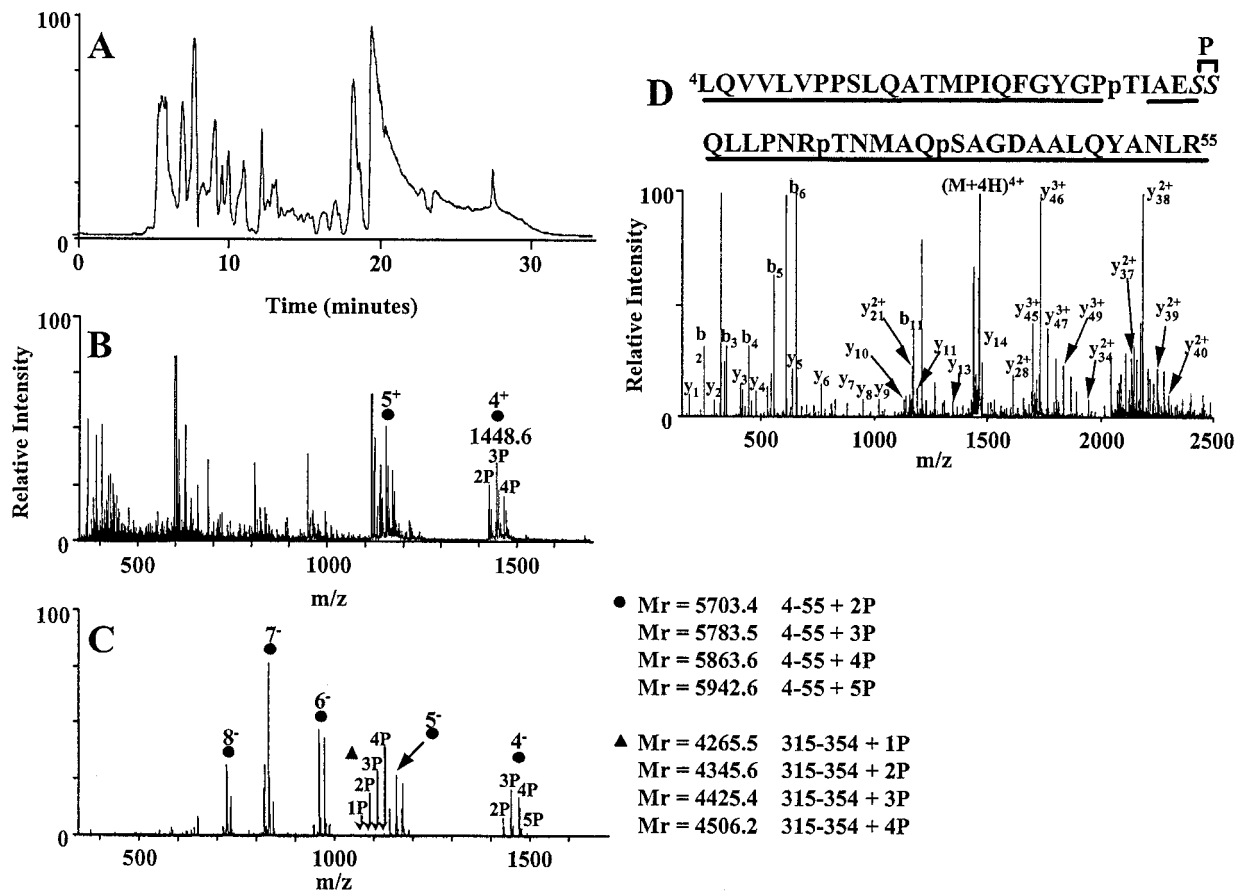 A
100
0
0
10
20
30
Time (minutes)
B
100
0
Relative Intensity
5+
4+
1448.6
2P
3P
4P
500
1000
1500
m/z
C
100
0
8-
7-
6-
5-
4-
1P
2P
3P
4P
2P
3P
4P
5P
500
1000
1500
m/z
D
P
4LQVVLVPPSLQATMPIQFGYGPpTIAESS
QLLPNRpTNMAQpSAGDAALQYANLR55
100
0
Relative Intensity
(M+4H)4+
b2
b3
b4
b5
b6
b11
y1
y2
y3
y4
y5
y6
y7
y8
y9
y10
y21 2+
y11
y13
y14
y28 2+
y45 3+
y46 3+
y47 3+
y49 3+
y34 2+
y37 2+
y38 2+
y39 2+
y40 2+
500
1000
1500
2000
2500
m/z
● Mr = 5703.4 4-55 + 2P
Mr = 5783.5 4-55 + 3P
Mr = 5863.6 4-55 + 4P
Mr = 5942.6 4-55 + 5P
▲ Mr = 4265.5 315-354 + 1P
Mr = 4345.6 315-354 + 2P
Mr = 4425.4 315-354 + 3P
Mr = 4506.2 315-354 + 4P